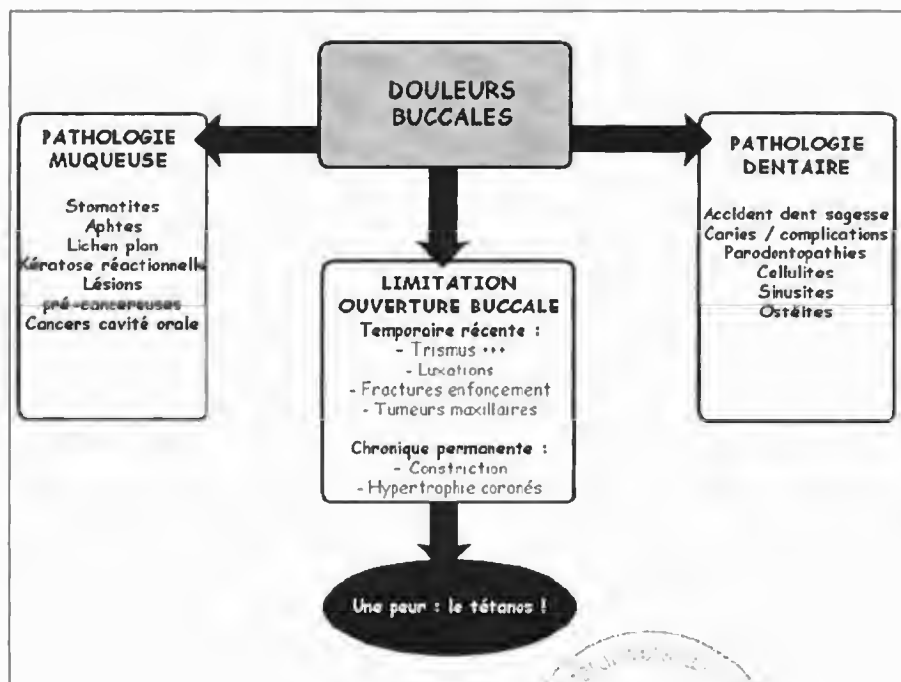 DOULEURS
BUCCALES
PATHOLOGIE
MUQUEUSE
Stomatites
Aphtes
Lichen plan
Kératose réactionnelle
Lésions
pré-cancereuses
Cancers cavité orale
LIMITATION
OUVERTURE BUCCALE
Temporaire récente :
- Trismus +++
- Luxations
- Fractures enfoncement
- Tumeurs maxillaires
Chronique permanente :
- Constriction
- Hypertrophie coronés
PATHOLOGIE
DENTAIRE
Accident dent sagesse
Caries / complications
Parodontopathies
Cellulites
Sinusites
Ostéites
Une peur : le tétanos !